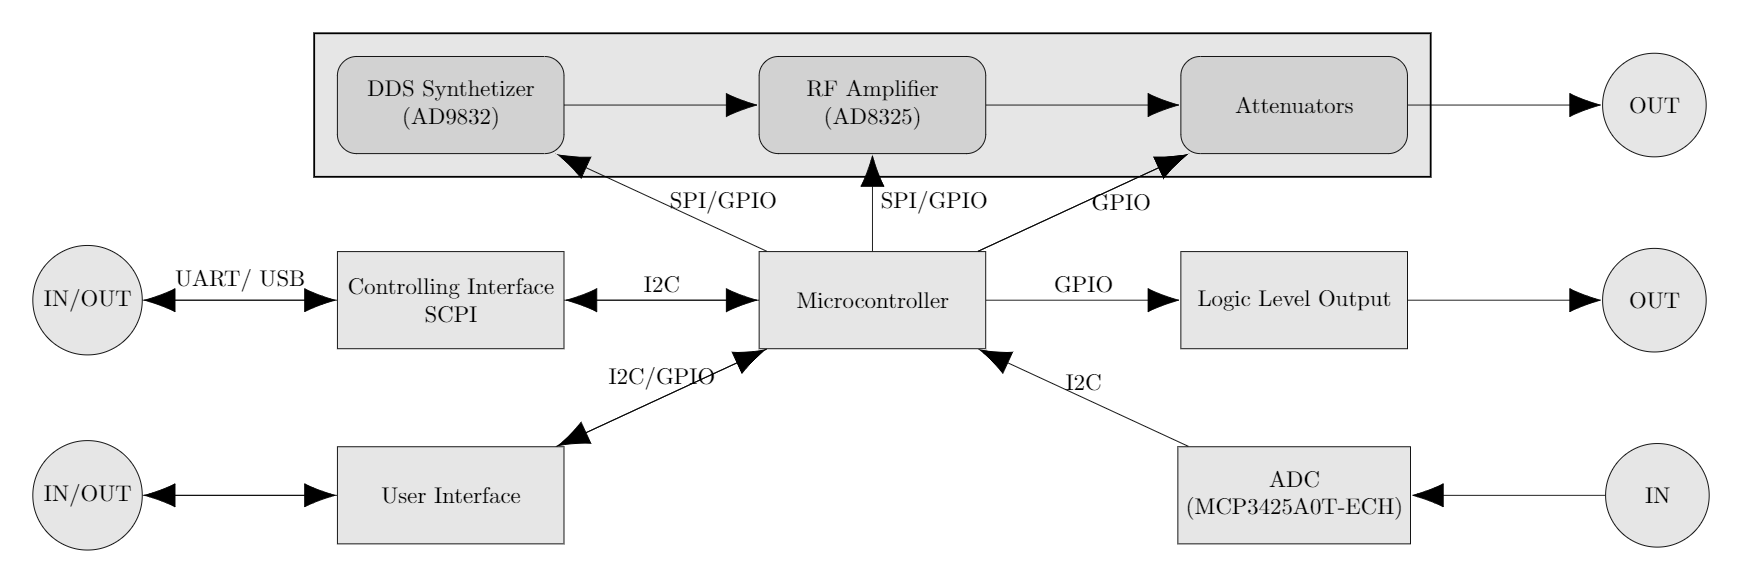 DDS Synthetizer
(AD9832)
RF Amplifier
(AD8325)
Attenuators
OUT
SPI/GPIO
SPI/GPIO
GPIO
IN/OUT
UART/ USB
Controlling Interface
SCPI
I2C
Microcontroller
GPIO
Logic Level Output
OUT
I2C/GPIO
I2C
IN/OUT
User Interface
ADC
(MCP3425A0T-ECH)
IN